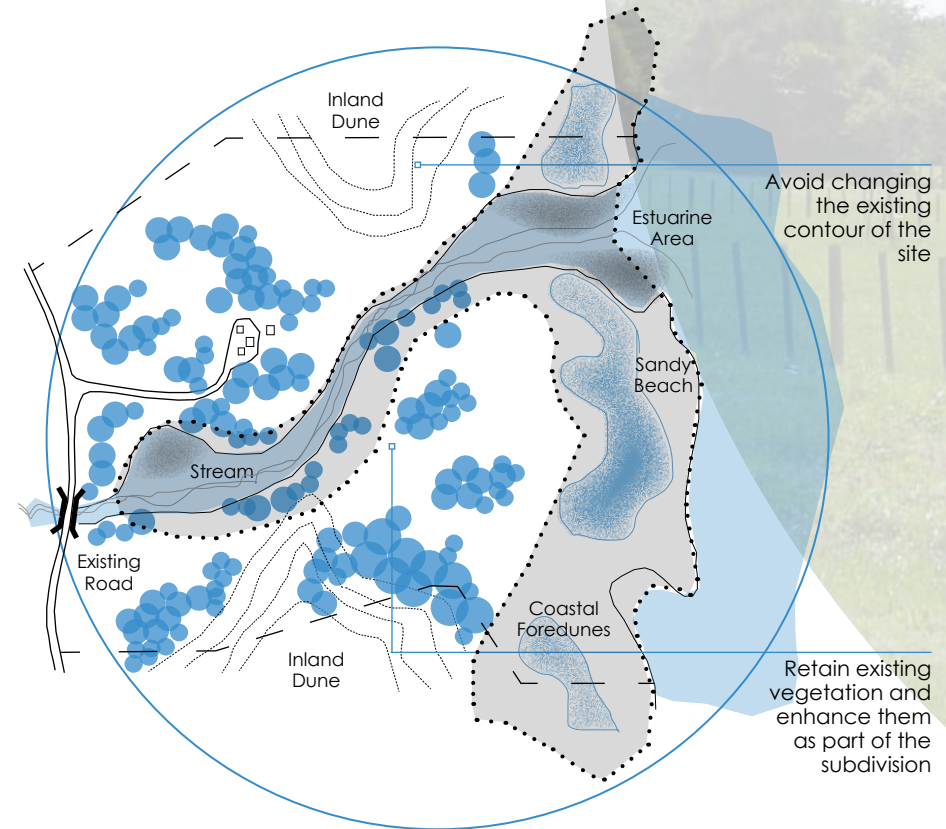 Inland
Dune
Avoid changing
the existing
contour of the
site
Estuarine
Area
Sandy
Beach
Stream
Existing
Road
Coastal
Foredunes
Inland
Dune
Retain existing
vegetation and
enhance them
as part of the
subdivision